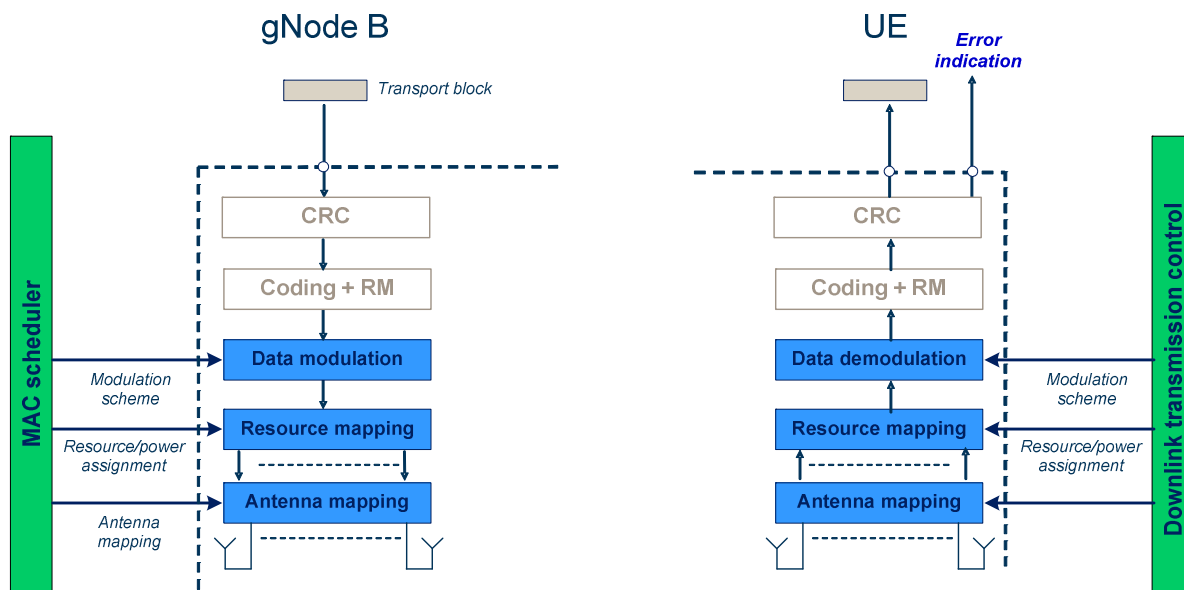 gNode B
Transport block
MAC scheduler
CRC
Coding + RM
Data modulation
Modulation
scheme
Resource mapping
Resource/power
assignment
Antenna mapping
Antenna
mapping
UE
Error
indication
CRC
Coding + RM
Data demodulation
Modulation
scheme
Resource mapping
Resource/power
assignment
Antenna mapping
Downlink transmission control